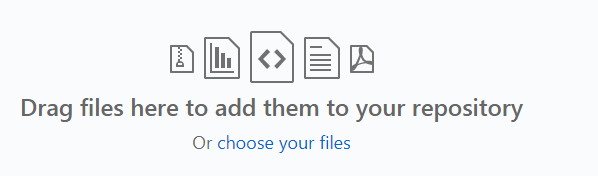 Drag files here to add them to your repository
Or choose your files